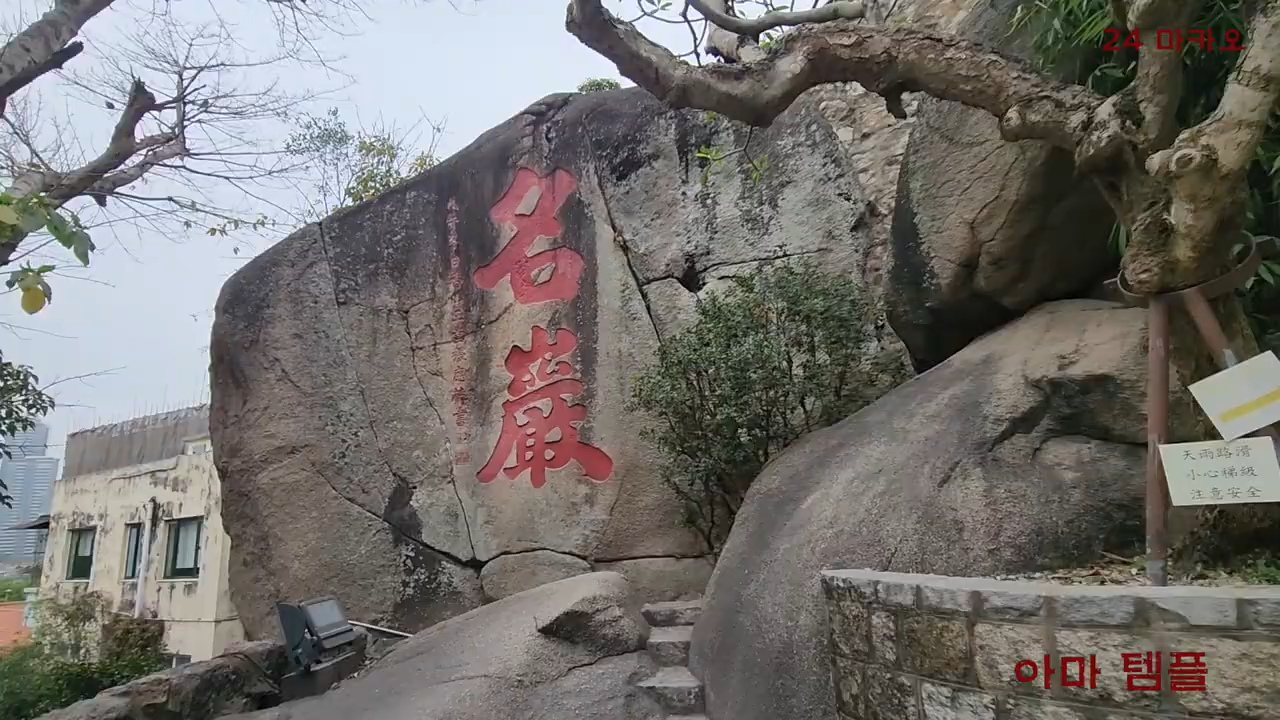 24 마카오
名
巖
天雨路滑
小心梯級
注意安全
아마 템플